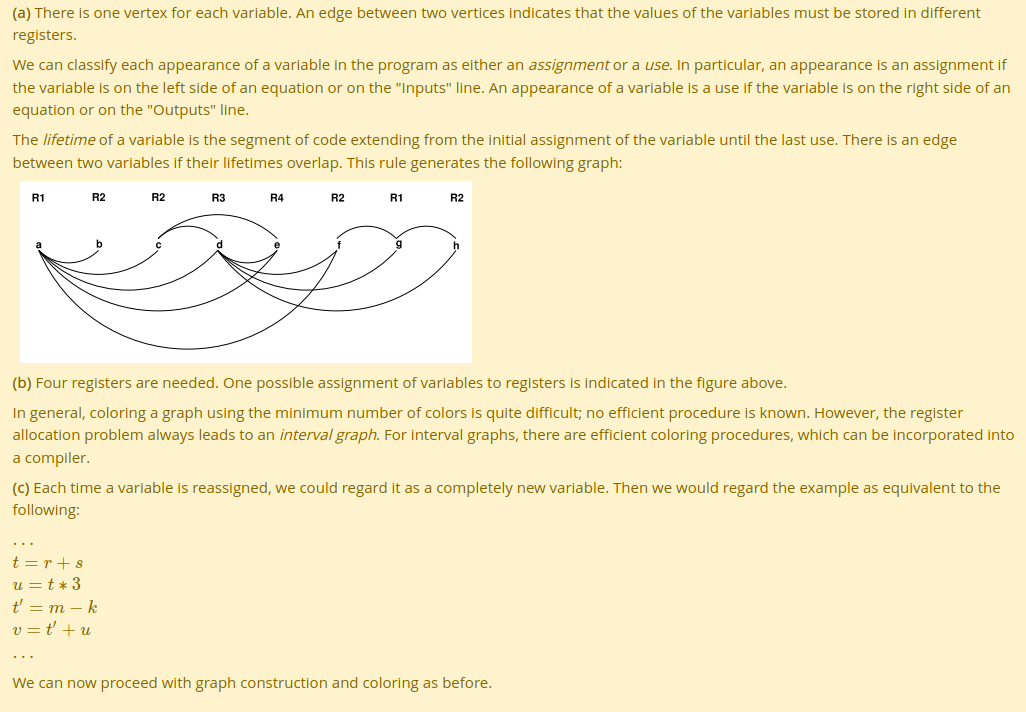 (a) There is one vertex for each variable. An edge between two vertices indicates that the values of the variables must be stored in different
registers.
We can classify each appearance of a variable in the program as either an assignment or a use. In particular, an appearance is an assignment if
the variable is on the left side of an equation or on the "Inputs" line. An appearance of a variable is a use if the variable is on the right side of an
equation or on the "Outputs" line.
The lifetime of a variable is the segment of code extending from the initial assignment of the variable until the last use. There is an edge
between two variables if their lifetimes overlap. This rule generates the following graph:
R1 R2 R2 R3 R4 R2 R1 R2
a b c d e f g h
(b) Four registers are needed. One possible assignment of variables to registers is indicated in the figure above.
In general, coloring a graph using the minimum number of colors is quite difficult; no efficient procedure is known. However, the register
allocation problem always leads to an interval graph. For interval graphs, there are efficient coloring procedures, which can be incorporated into
a compiler.
(c) Each time a variable is reassigned, we could regard it as a completely new variable. Then we would regard the example as equivalent to the
following:
...
t = r + s
u = t ∗ 3
t′ = m − k
v = t′ + u
...
We can now proceed with graph construction and coloring as before.